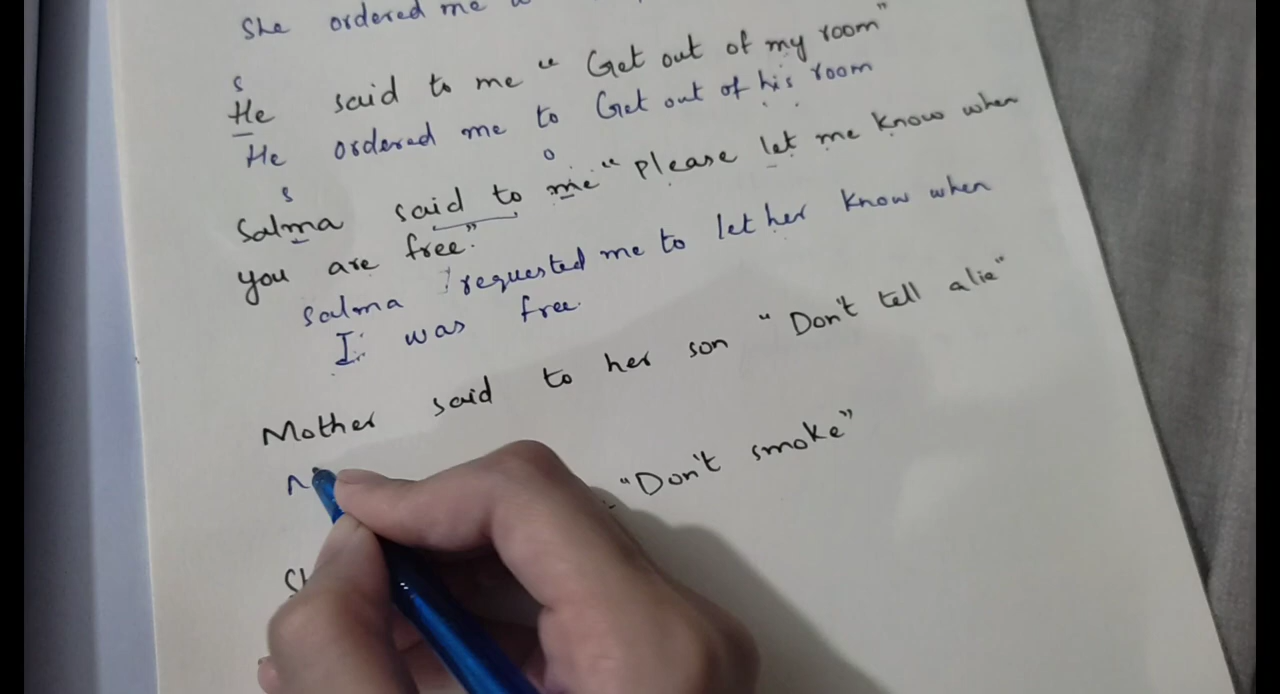 She ordered me
S
He said to me " Get out of my room"
He ordered me to Get out of his room
S o
Salma said to me "please let me know when
you are free."
Salma requested me to let her know when
I was free.
Mother said to her son "Don't tell a lie"
"Don't smoke"